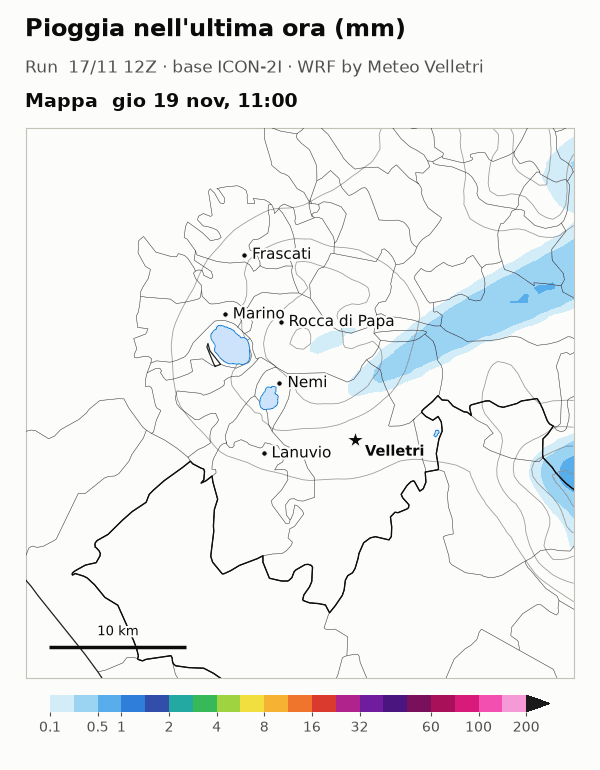 Pioggia nell'ultima ora (mm)
Run 17/11 12Z · base ICON-2I · WRF by Meteo Velletri
Mappa gio 19 nov, 11:00
Frascati
Marino
Rocca di Papa
Nemi
Velletri
Lanuvio
10 km
0.1 0.5 1 2 4 8 16 32 60 100 200